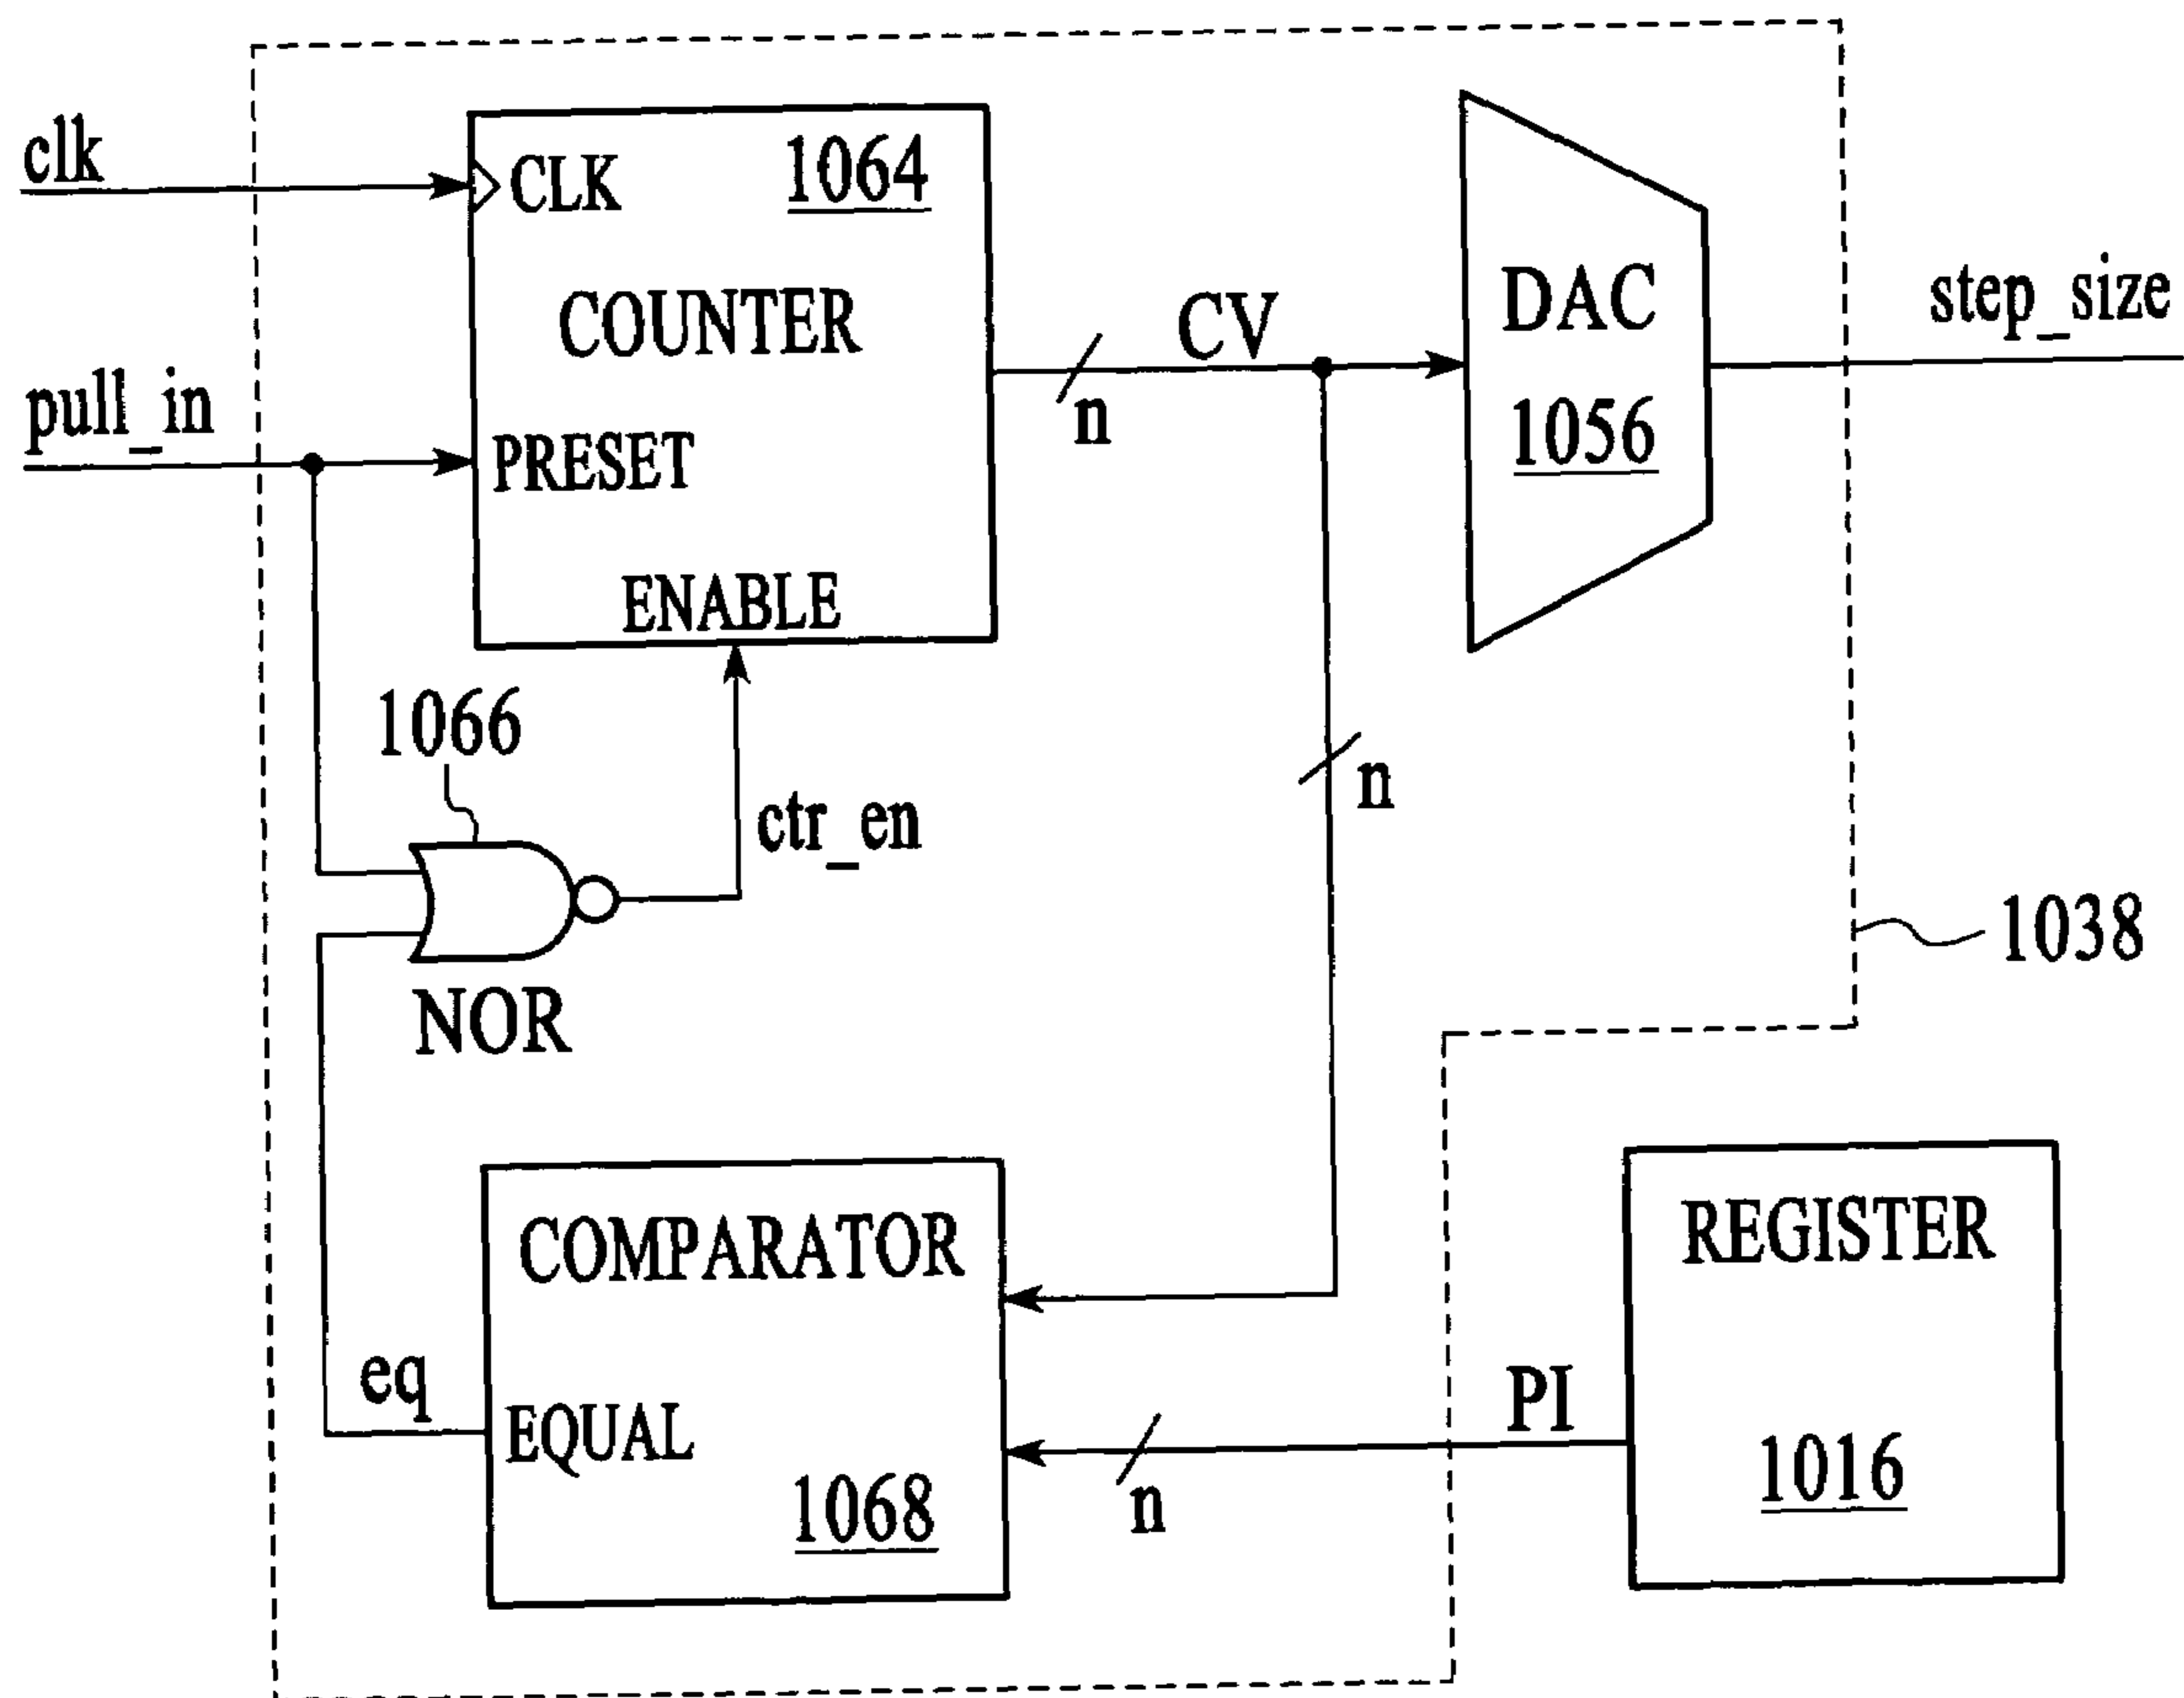 clk
CLK
1064
COUNTER
pull_in
PRESET
ENABLE
CV
n
DAC
1056
step_size
1066
ctr_en
n
NOR
1038
COMPARATOR
eq
EQUAL
1068
n
PI
REGISTER
1016